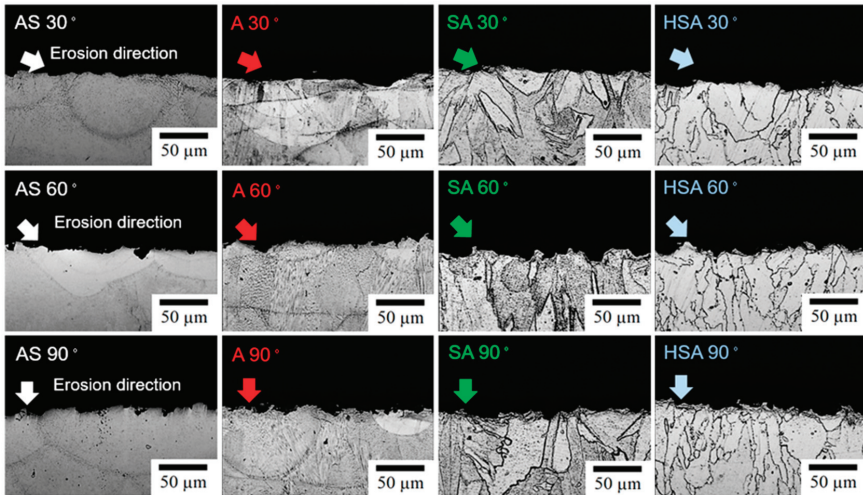 AS 30°
Erosion direction
50 µm
A 30°
50 µm
SA 30°
50 µm
HSA 30°
50 µm
AS 60°
Erosion direction
50 µm
A 60°
50 µm
SA 60°
50 µm
HSA 60°
50 µm
AS 90°
Erosion direction
50 µm
A 90°
50 µm
SA 90°
50 µm
HSA 90°
50 µm